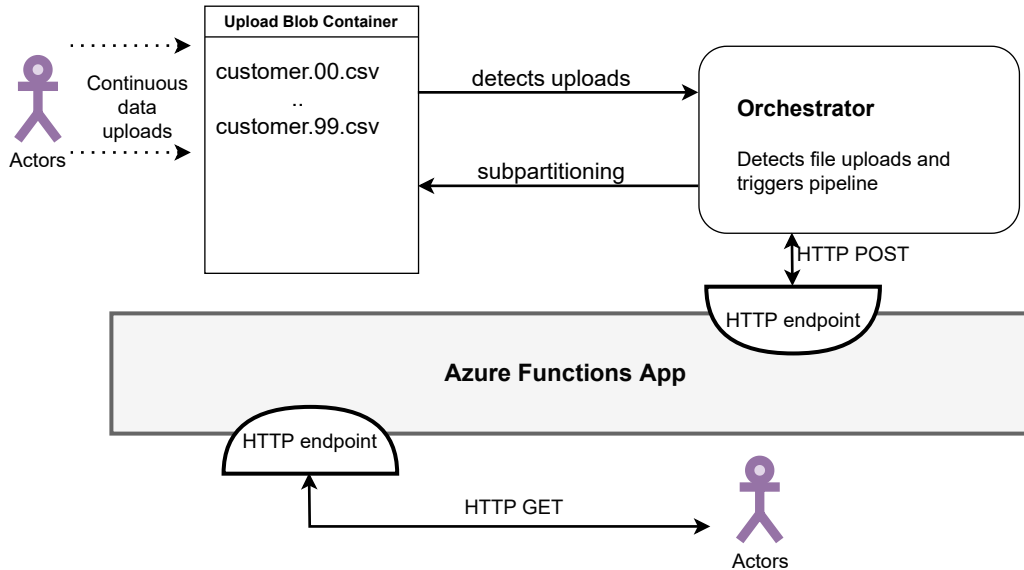 Upload Blob Container
customer.00.csv
..
customer.99.csv
Continuous
data
uploads
Actors
detects uploads
subpartitioning
Orchestrator
Detects file uploads and
triggers pipeline
HTTP POST
HTTP endpoint
Azure Functions App
HTTP endpoint
HTTP GET
Actors